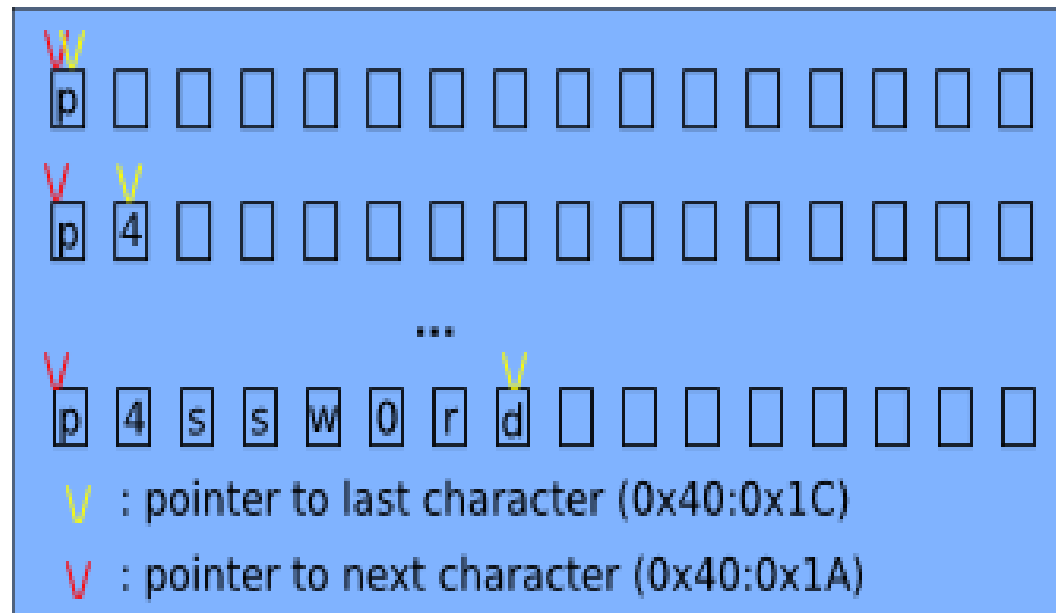 p
p 4
...
p 4 s s w 0 r d
V : pointer to last character (0x40:0x1C)
V : pointer to next character (0x40:0x1A)